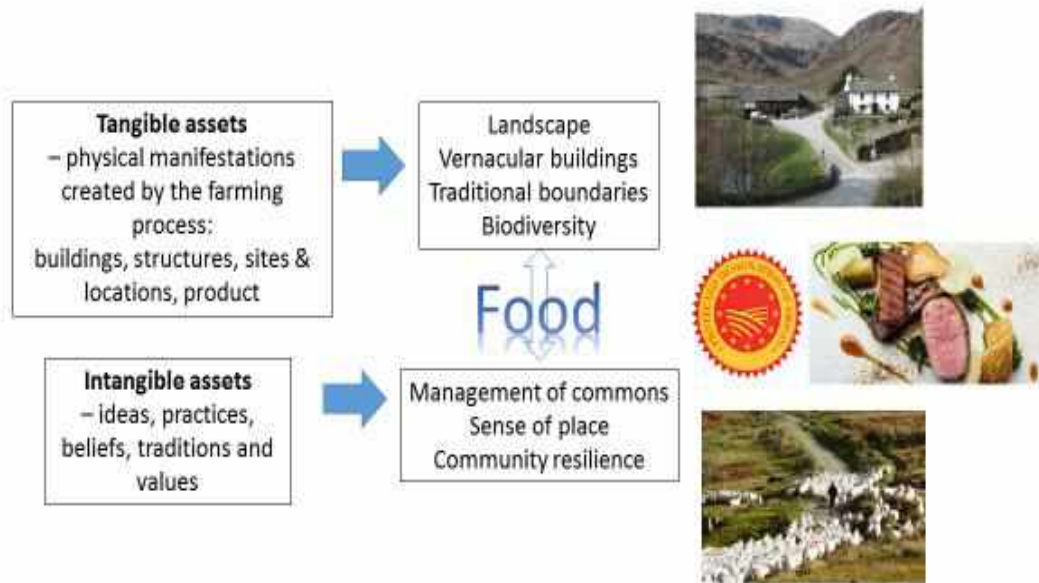 Tangible assets
– physical manifestations
created by the farming
process:
buildings, structures, sites &
locations, product
Landscape
Vernacular buildings
Traditional boundaries
Biodiversity
Food
Intangible assets
– ideas, practices,
beliefs, traditions and
values
Management of commons
Sense of place
Community resilience